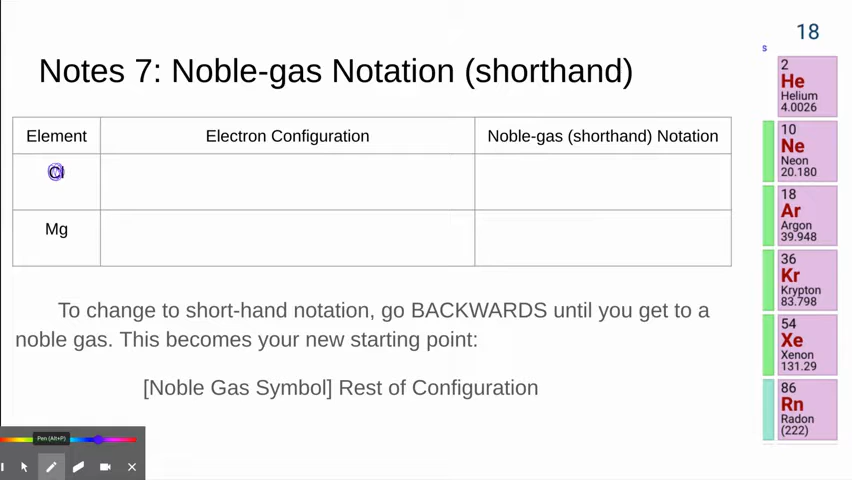 18
s
Notes 7: Noble-gas Notation (shorthand)
Element Electron Configuration Noble-gas (shorthand) Notation
Cl
Mg
To change to short-hand notation, go BACKWARDS until you get to a
noble gas. This becomes your new starting point:
[Noble Gas Symbol] Rest of Configuration
2
He
Helium
4.0026
10
Ne
Neon
20.180
18
Ar
Argon
39.948
36
Kr
Krypton
83.798
54
Xe
Xenon
131.29
86
Rn
Radon
(222)
Pen (Alt+P)